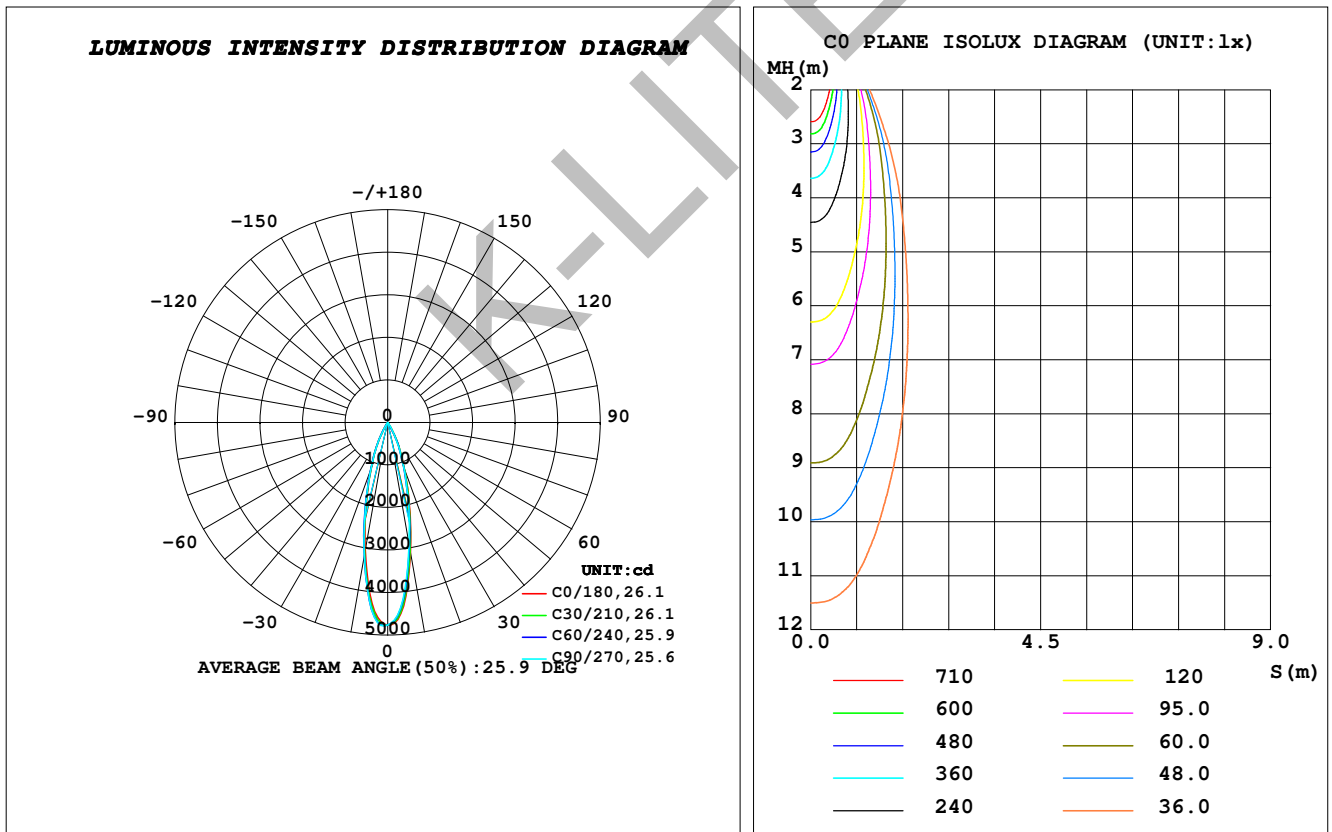 LUMINOUS INTENSITY DISTRIBUTION DIAGRAM
-/+180
-150
150
-120
120
-90
0
90
1000
2000
-60
3000
60
UNIT:cd
4000
C0/180,26.1
-30
30
C30/210,26.1
5000
C60/240,25.9
0
C90/270,25.6
AVERAGE BEAM ANGLE(50%):25.9 DEG
K-LITE
C0 PLANE ISOLUX DIAGRAM (UNIT:lx)
MH(m)
2
3
4
5
6
7
8
9
10
11
12
0.0 4.5 9.0
S(m)
710 120
600 95.0
480 60.0
360 48.0
240 36.0